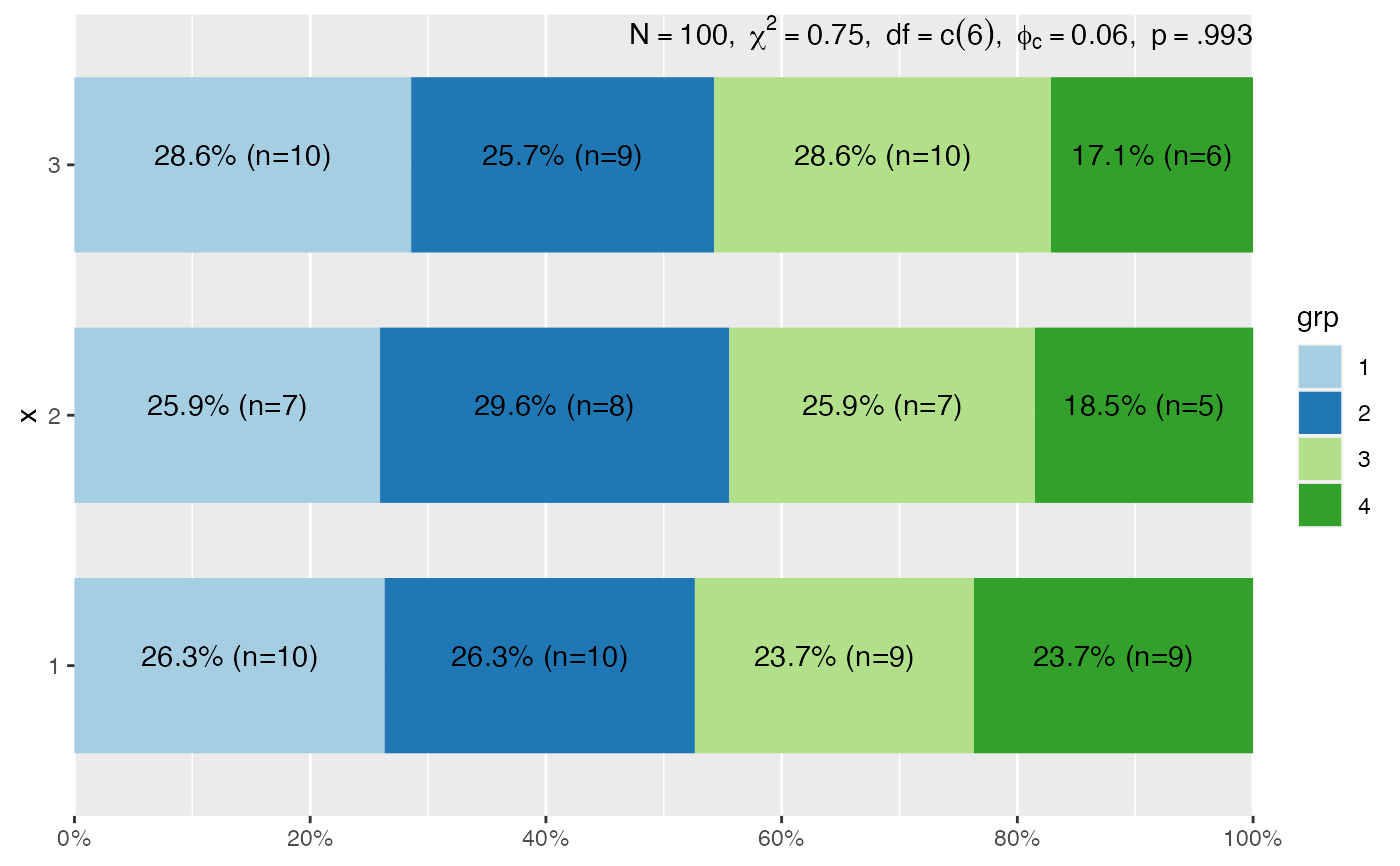 N = 100, χ² = 0.75, df = c(6), ϕc = 0.06, p = .993
3
28.6% (n=10) 25.7% (n=9) 28.6% (n=10) 17.1% (n=6)
x
2
25.9% (n=7) 29.6% (n=8) 25.9% (n=7) 18.5% (n=5)
1
26.3% (n=10) 26.3% (n=10) 23.7% (n=9) 23.7% (n=9)
0% 20% 40% 60% 80% 100%
grp
1
2
3
4